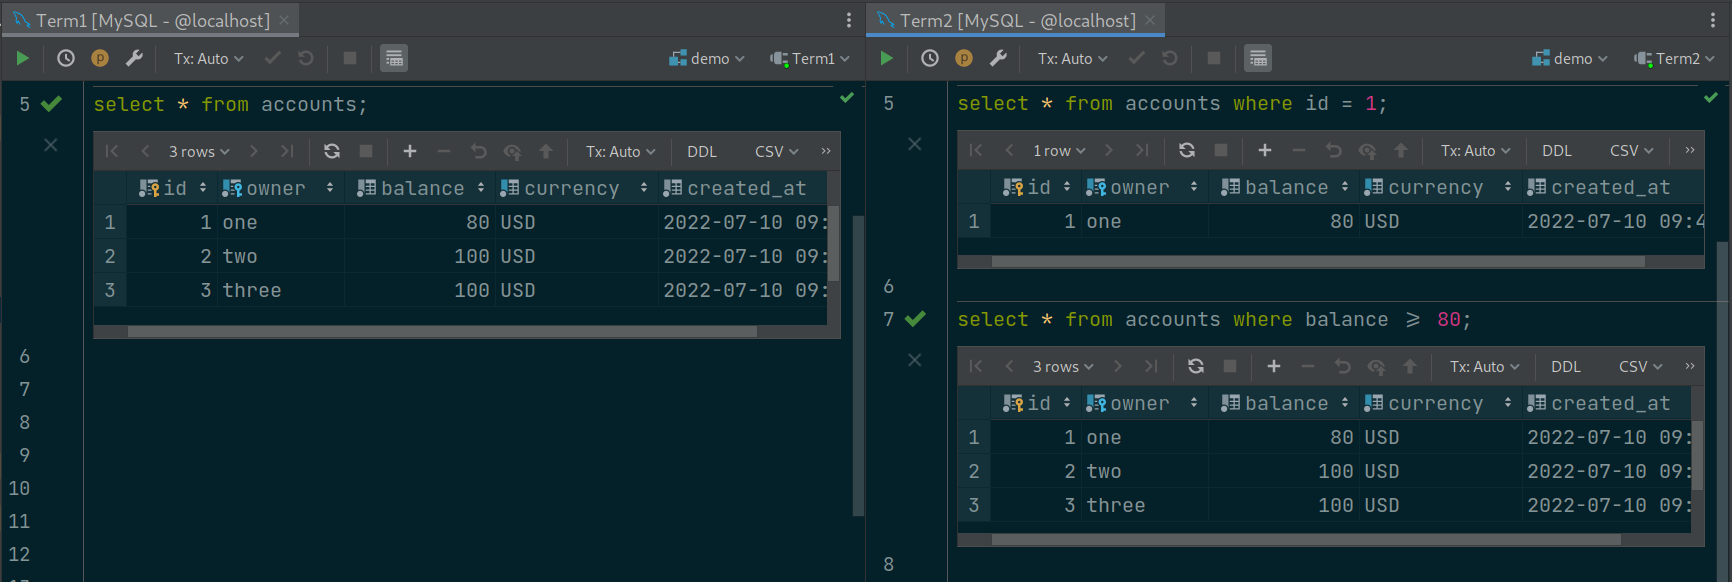 Term1 [MySQL - @localhost] ×
Tx: Auto demo Term1
5 select * from accounts;
3 rows Tx: Auto DDL CSV »
id owner balance currency created_at
1 1 one 80 USD 2022-07-10 09:
2 2 two 100 USD 2022-07-10 09:
3 3 three 100 USD 2022-07-10 09:
6
7
8
9
10
11
12
Term2 [MySQL - @localhost] ×
Tx: Auto demo Term2
5 select * from accounts where id = 1;
1 row Tx: Auto DDL CSV »
id owner balance currency created_at
1 1 one 80 USD 2022-07-10 09:4
6
7 select * from accounts where balance ⩾ 80;
3 rows Tx: Auto DDL CSV »
id owner balance currency created_at
1 1 one 80 USD 2022-07-10 09:
2 2 two 100 USD 2022-07-10 09:
3 3 three 100 USD 2022-07-10 09:
8